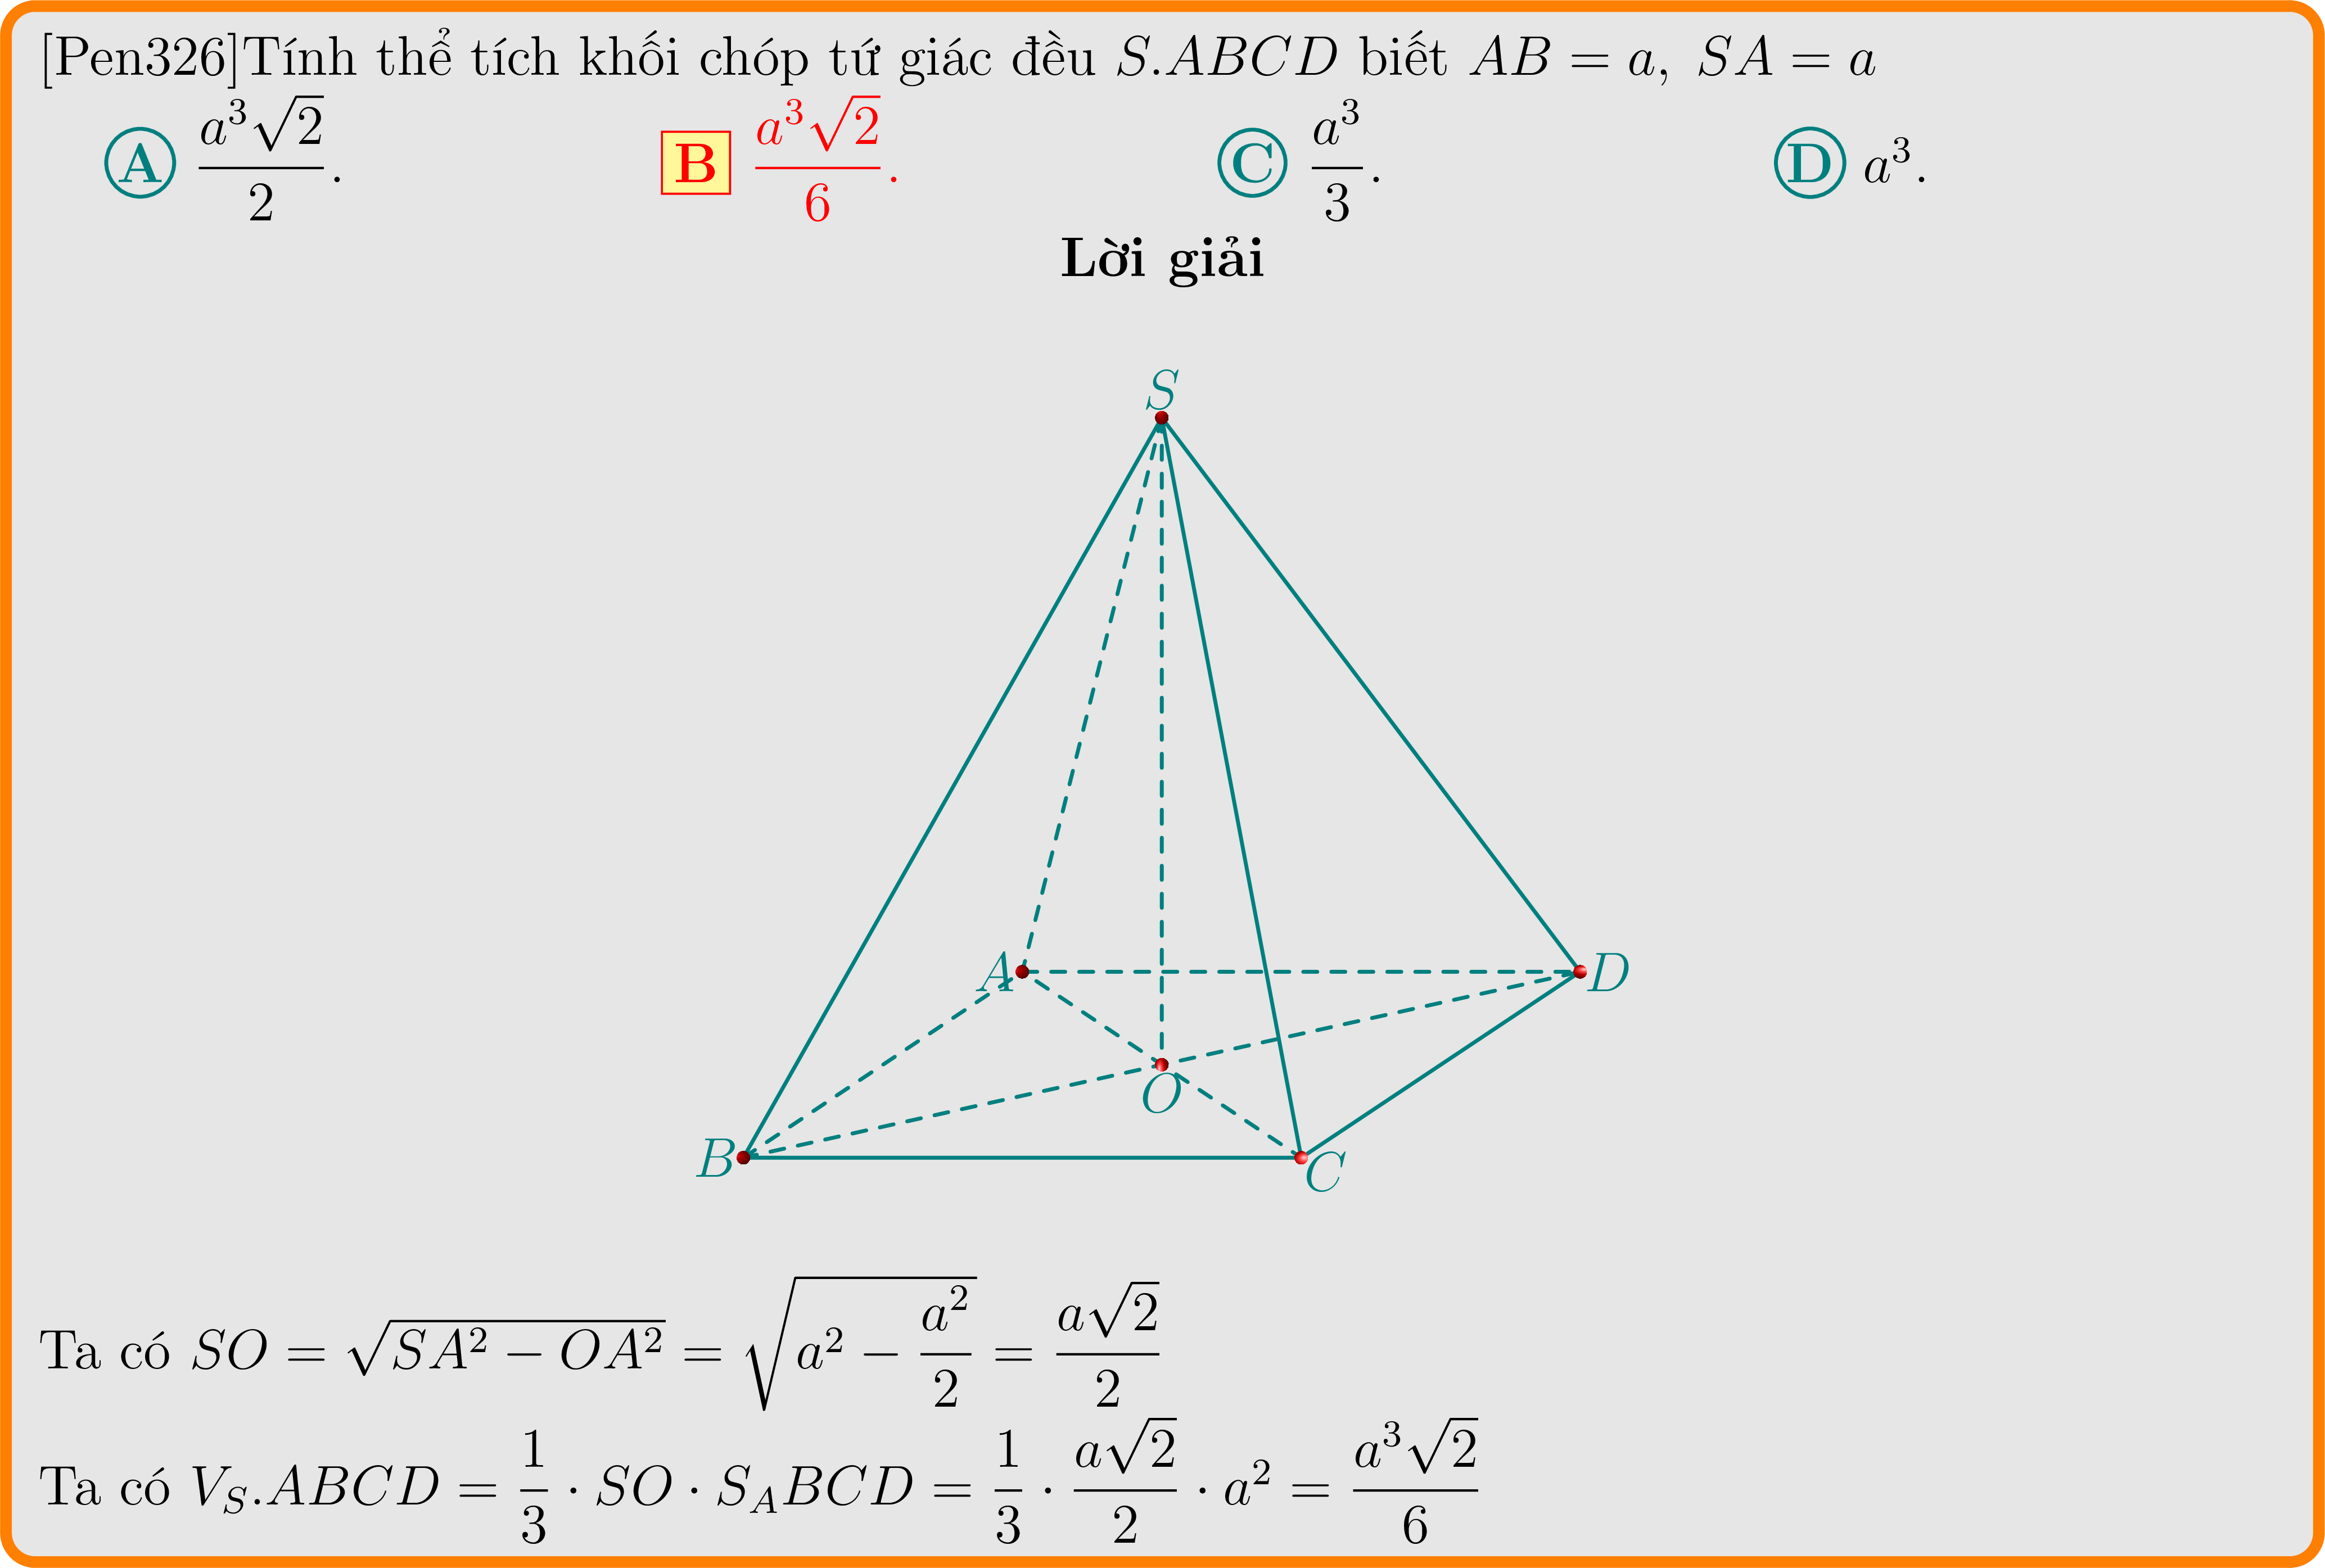 [Pen326]Tính thể tích khối chóp tứ giác đều S.ABCD biết AB = a, SA = a
A $\frac{a^3\sqrt{2}}{2}$. B $\frac{a^3\sqrt{2}}{6}$. C $\frac{a^3}{3}$. D $a^3$.
Lời giải
S
A
D
O
B
C
Ta có $SO = \sqrt{SA^2 - OA^2} = \sqrt{a^2 - \frac{a^2}{2}} = \frac{a\sqrt{2}}{2}$
Ta có $V_S.ABCD = \frac{1}{3} \cdot SO \cdot S_ABCD = \frac{1}{3} \cdot \frac{a\sqrt{2}}{2} \cdot a^2 = \frac{a^3\sqrt{2}}{6}$